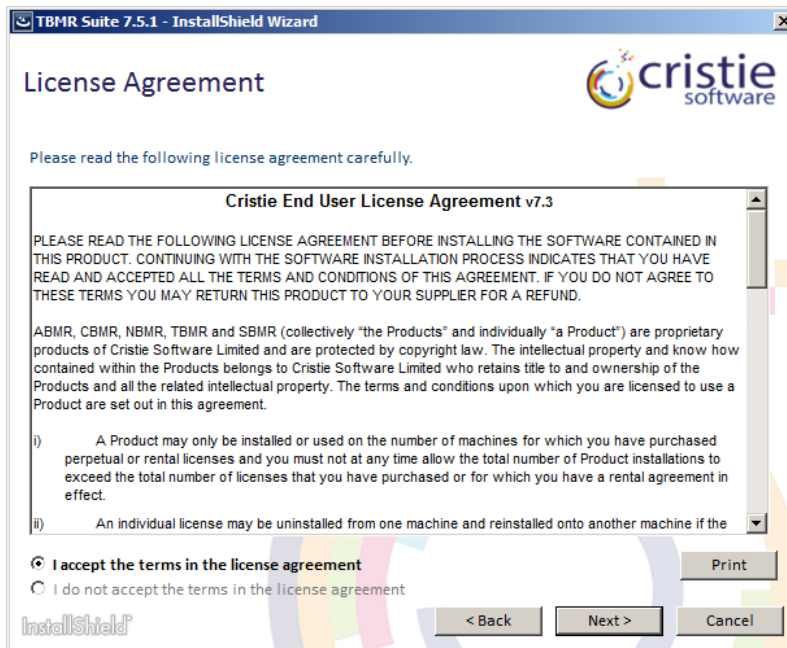 TBMR Suite 7.5.1 - InstallShield Wizard
License Agreement
cristie
software
Please read the following license agreement carefully.
Cristie End User License Agreement v7.3
PLEASE READ THE FOLLOWING LICENSE AGREEMENT BEFORE INSTALLING THE SOFTWARE CONTAINED IN
THIS PRODUCT. CONTINUING WITH THE SOFTWARE INSTALLATION PROCESS INDICATES THAT YOU HAVE
READ AND ACCEPTED ALL THE TERMS AND CONDITIONS OF THIS AGREEMENT. IF YOU DO NOT AGREE TO
THESE TERMS YOU MAY RETURN THIS PRODUCT TO YOUR SUPPLIER FOR A REFUND.
ABMR, CBMR, NBMR, TBMR and SBMR (collectively “the Products” and individually “a Product”) are proprietary
products of Cristie Software Limited and are protected by copyright law. The intellectual property and know how
contained within the Products belongs to Cristie Software Limited who retains title to and ownership of the
Products and all the related intellectual property. The terms and conditions upon which you are licensed to use a
Product are set out in this agreement.
i) A Product may only be installed or used on the number of machines for which you have purchased
perpetual or rental licenses and you must not at any time allow the total number of Product installations to
exceed the total number of licenses that you have purchased or for which you have a rental agreement in
effect.
ii) An individual license may be uninstalled from one machine and reinstalled onto another machine if the
I accept the terms in the license agreement
Print
I do not accept the terms in the license agreement
InstallShield
< Back
Next >
Cancel